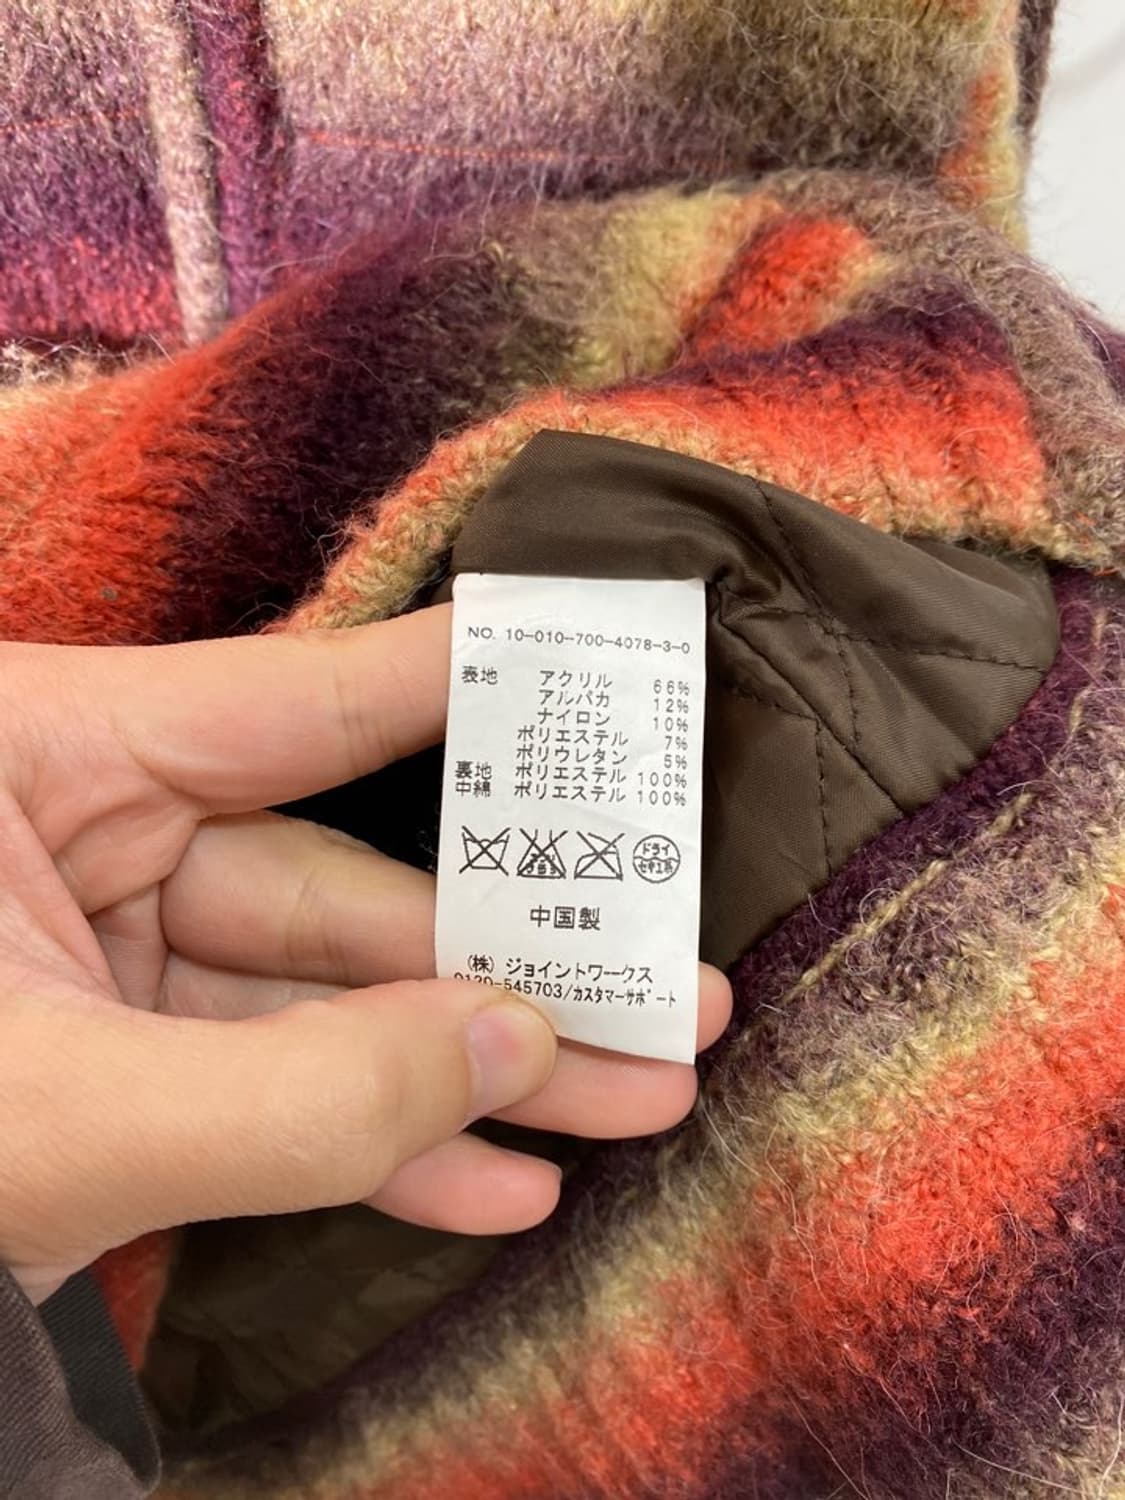 NO. 10-010-700-4078-3-0
表地 アクリル 66%
アルパカ 12%
ナイロン 10%
ポリエステル 7%
ポリウレタン 5%
裏地 ポリエステル 100%
中綿 ポリエステル 100%
ドライ
セキユ系
中国製
(株) ジョイントワークス
0120-545703/カスタマーサポート